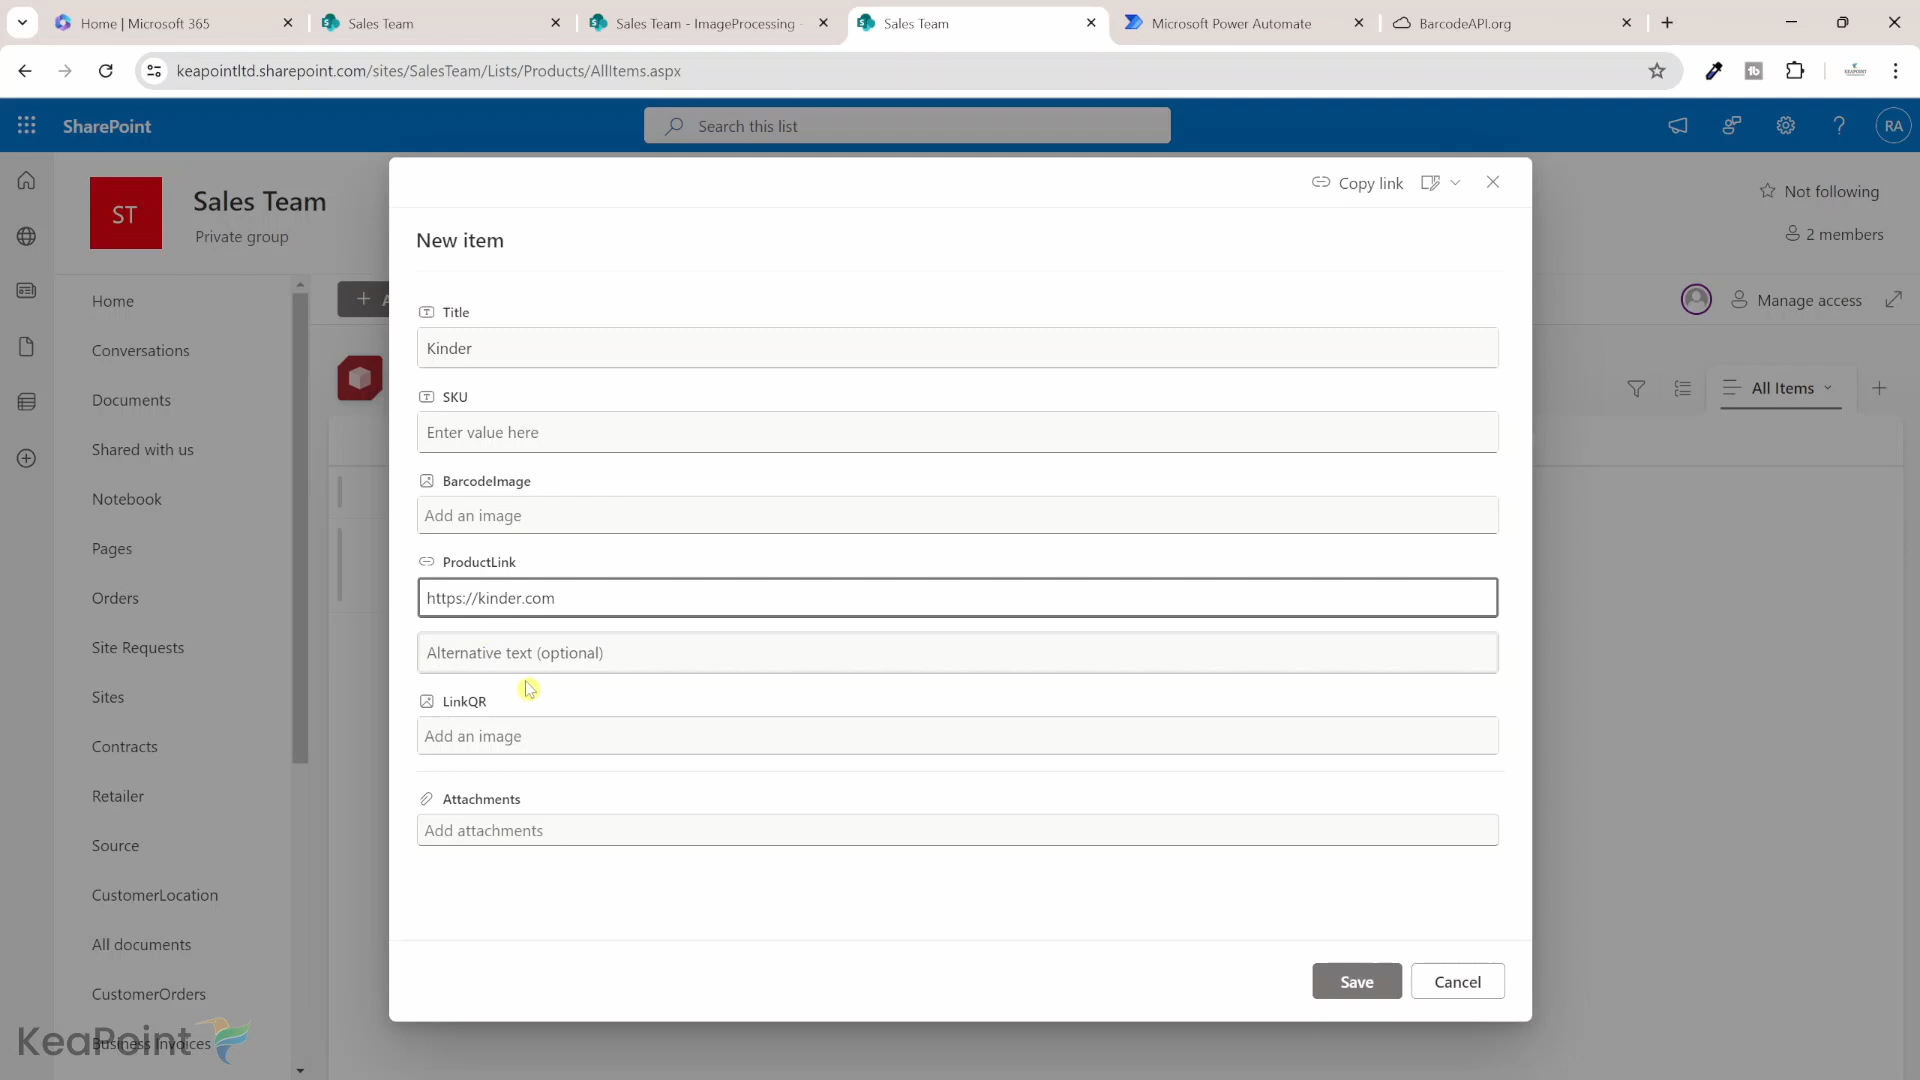 Home | Microsoft 365
Sales Team
Sales Team - ImageProcessing -
Sales Team
Microsoft Power Automate
BarcodeAPI.org
keapointltd.sharepoint.com/sites/SalesTeam/Lists/Products/AllItems.aspx
SharePoint
Search this list
RA
ST
Sales Team
Private group
Not following
2 members
Copy link
New item
Title
Kinder
SKU
Enter value here
BarcodeImage
Add an image
ProductLink
https://kinder.com
Alternative text (optional)
LinkQR
Add an image
Attachments
Add attachments
Save
Cancel
Manage access
All Items
Home
Conversations
Documents
Shared with us
Notebook
Pages
Orders
Site Requests
Sites
Contracts
Retailer
Source
CustomerLocation
All documents
CustomerOrders
Business Invoices
KeaPoint